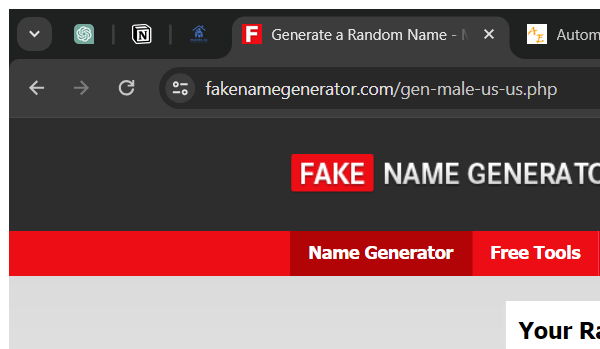 Generate a Random Name -
Autom
fakenamegenerator.com/gen-male-us-us.php
FAKE NAME GENERATO
Name Generator
Free Tools
Your Ra